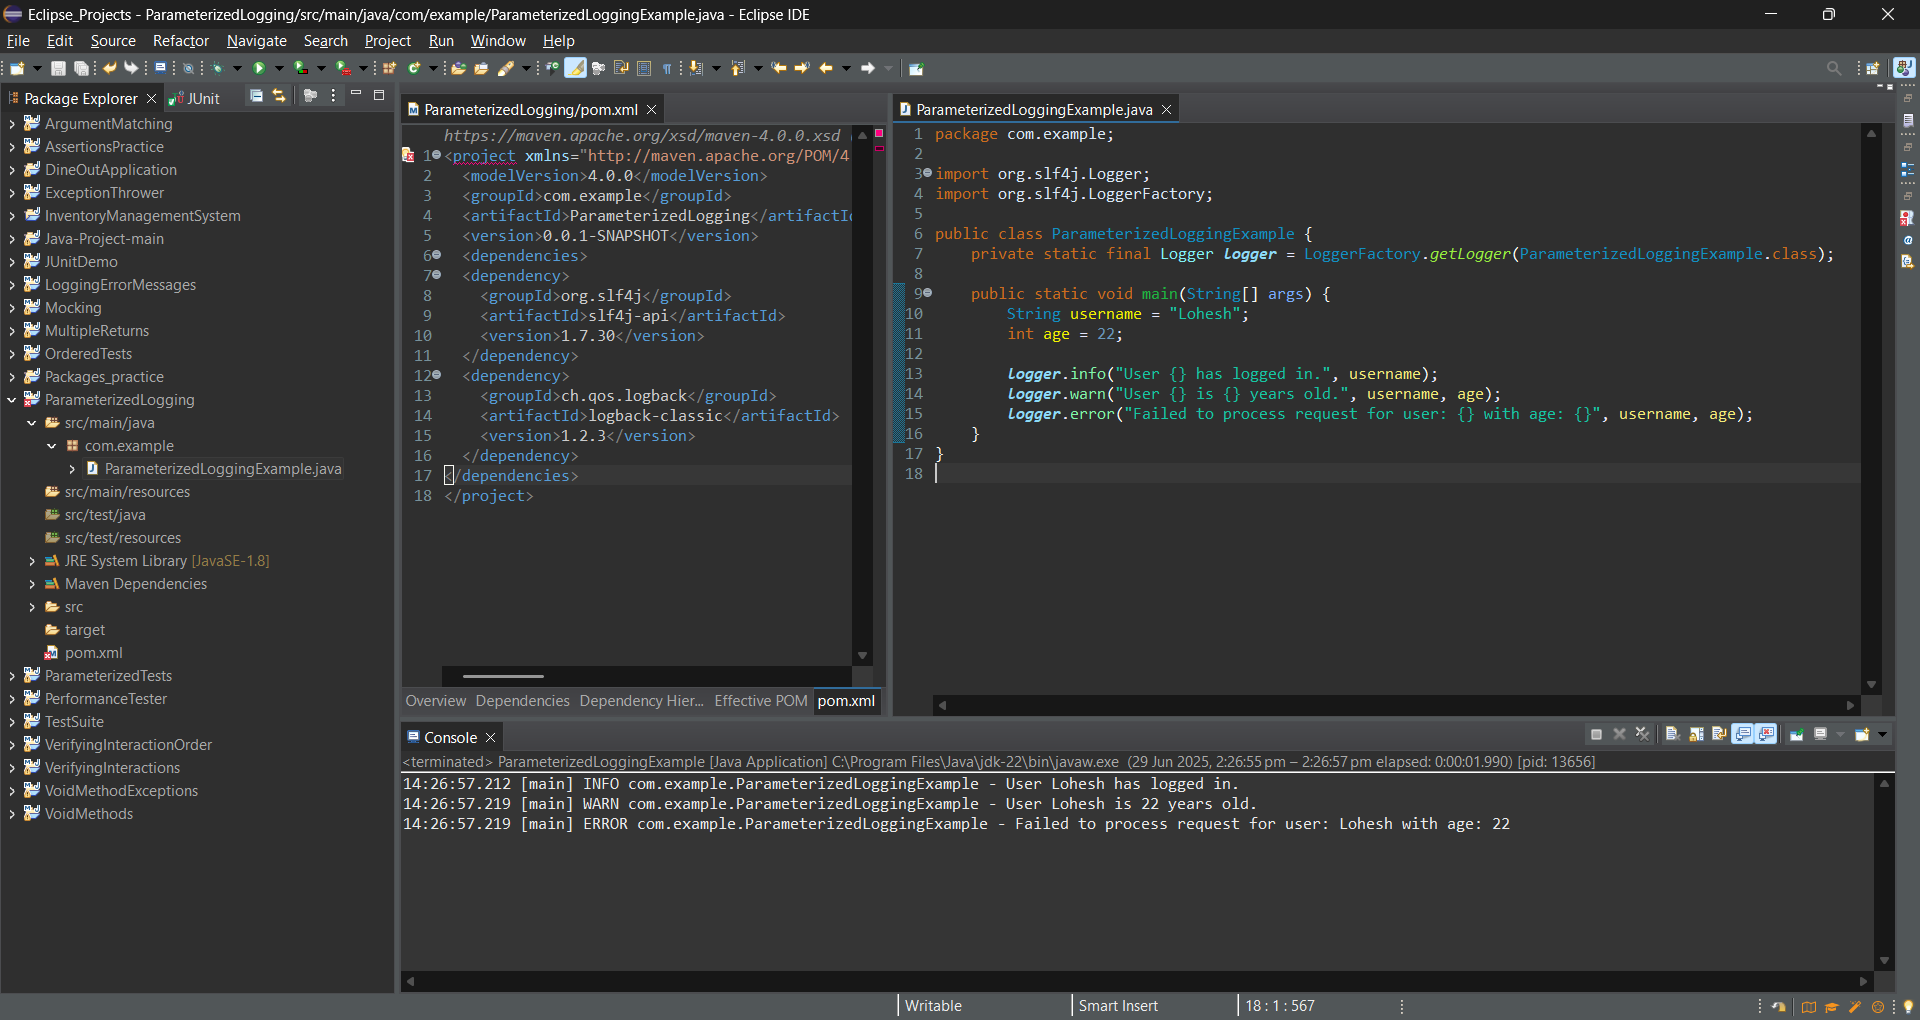 Eclipse_Projects - ParameterizedLogging/src/main/java/com/example/ParameterizedLoggingExample.java - Eclipse IDE
File Edit Source Refactor Navigate Search Project Run Window Help
Package Explorer
JUnit
ArgumentMatching
AssertionsPractice
DineOutApplication
ExceptionThrower
InventoryManagementSystem
Java-Project-main
JUnitDemo
LoggingErrorMessages
Mocking
MultipleReturns
OrderedTests
Packages_practice
ParameterizedLogging
src/main/java
com.example
ParameterizedLoggingExample.java
src/main/resources
src/test/java
src/test/resources
JRE System Library [JavaSE-1.8]
Maven Dependencies
src
target
pom.xml
ParameterizedTests
PerformanceTester
TestSuite
VerifyingInteractionOrder
VerifyingInteractions
VoidMethodExceptions
VoidMethods
ParameterizedLogging/pom.xml
https://maven.apache.org/xsd/maven-4.0.0.xsd
1 <project xmlns="http://maven.apache.org/POM/4
2 <modelVersion>4.0.0</modelVersion>
3 <groupId>com.example</groupId>
4 <artifactId>ParameterizedLogging</artifactId
5 <version>0.0.1-SNAPSHOT</version>
6 <dependencies>
7 <dependency>
8 <groupId>org.slf4j</groupId>
9 <artifactId>slf4j-api</artifactId>
10 <version>1.7.30</version>
11 </dependency>
12 <dependency>
13 <groupId>ch.qos.logback</groupId>
14 <artifactId>logback-classic</artifactId>
15 <version>1.2.3</version>
16 </dependency>
17 </dependencies>
18 </project>
Overview Dependencies Dependency Hier... Effective POM pom.xml
ParameterizedLoggingExample.java
1 package com.example;
2
3 import org.slf4j.Logger;
4 import org.slf4j.LoggerFactory;
5
6 public class ParameterizedLoggingExample {
7 private static final Logger logger = LoggerFactory.getLogger(ParameterizedLoggingExample.class);
8
9 public static void main(String[] args) {
10 String username = "Lohesh";
11 int age = 22;
12
13 logger.info("User {} has logged in.", username);
14 logger.warn("User {} is {} years old.", username, age);
15 logger.error("Failed to process request for user: {} with age: {}", username, age);
16 }
17 }
18
Console
<terminated> ParameterizedLoggingExample [Java Application] C:\Program Files\Java\jdk-22\bin\javaw.exe (29 Jun 2025, 2:26:55 pm – 2:26:57 pm elapsed: 0:00:01.990) [pid: 13656]
14:26:57.212 [main] INFO com.example.ParameterizedLoggingExample - User Lohesh has logged in.
14:26:57.219 [main] WARN com.example.ParameterizedLoggingExample - User Lohesh is 22 years old.
14:26:57.219 [main] ERROR com.example.ParameterizedLoggingExample - Failed to process request for user: Lohesh with age: 22
Writable
Smart Insert
18 : 1 : 567